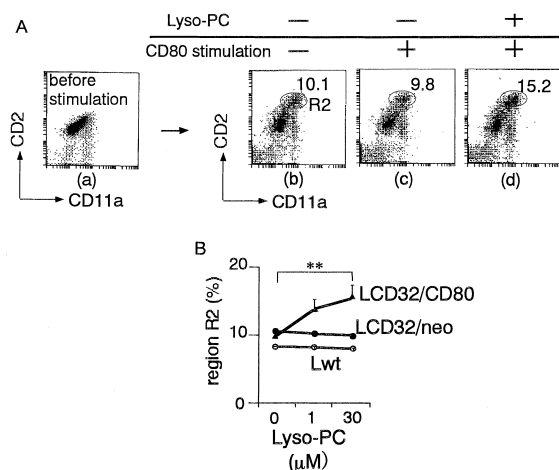 A
Lyso-PC — — +
CD80 stimulation — + +
before stimulation
10.1
R2
9.8
15.2
CD2
CD2
(a)
(b)
(c)
(d)
CD11a
CD11a
B
**
20
10
0
region R2 (%)
LCD32/CD80
LCD32/neo
Lwt
0 1 30
Lyso-PC
(μM)